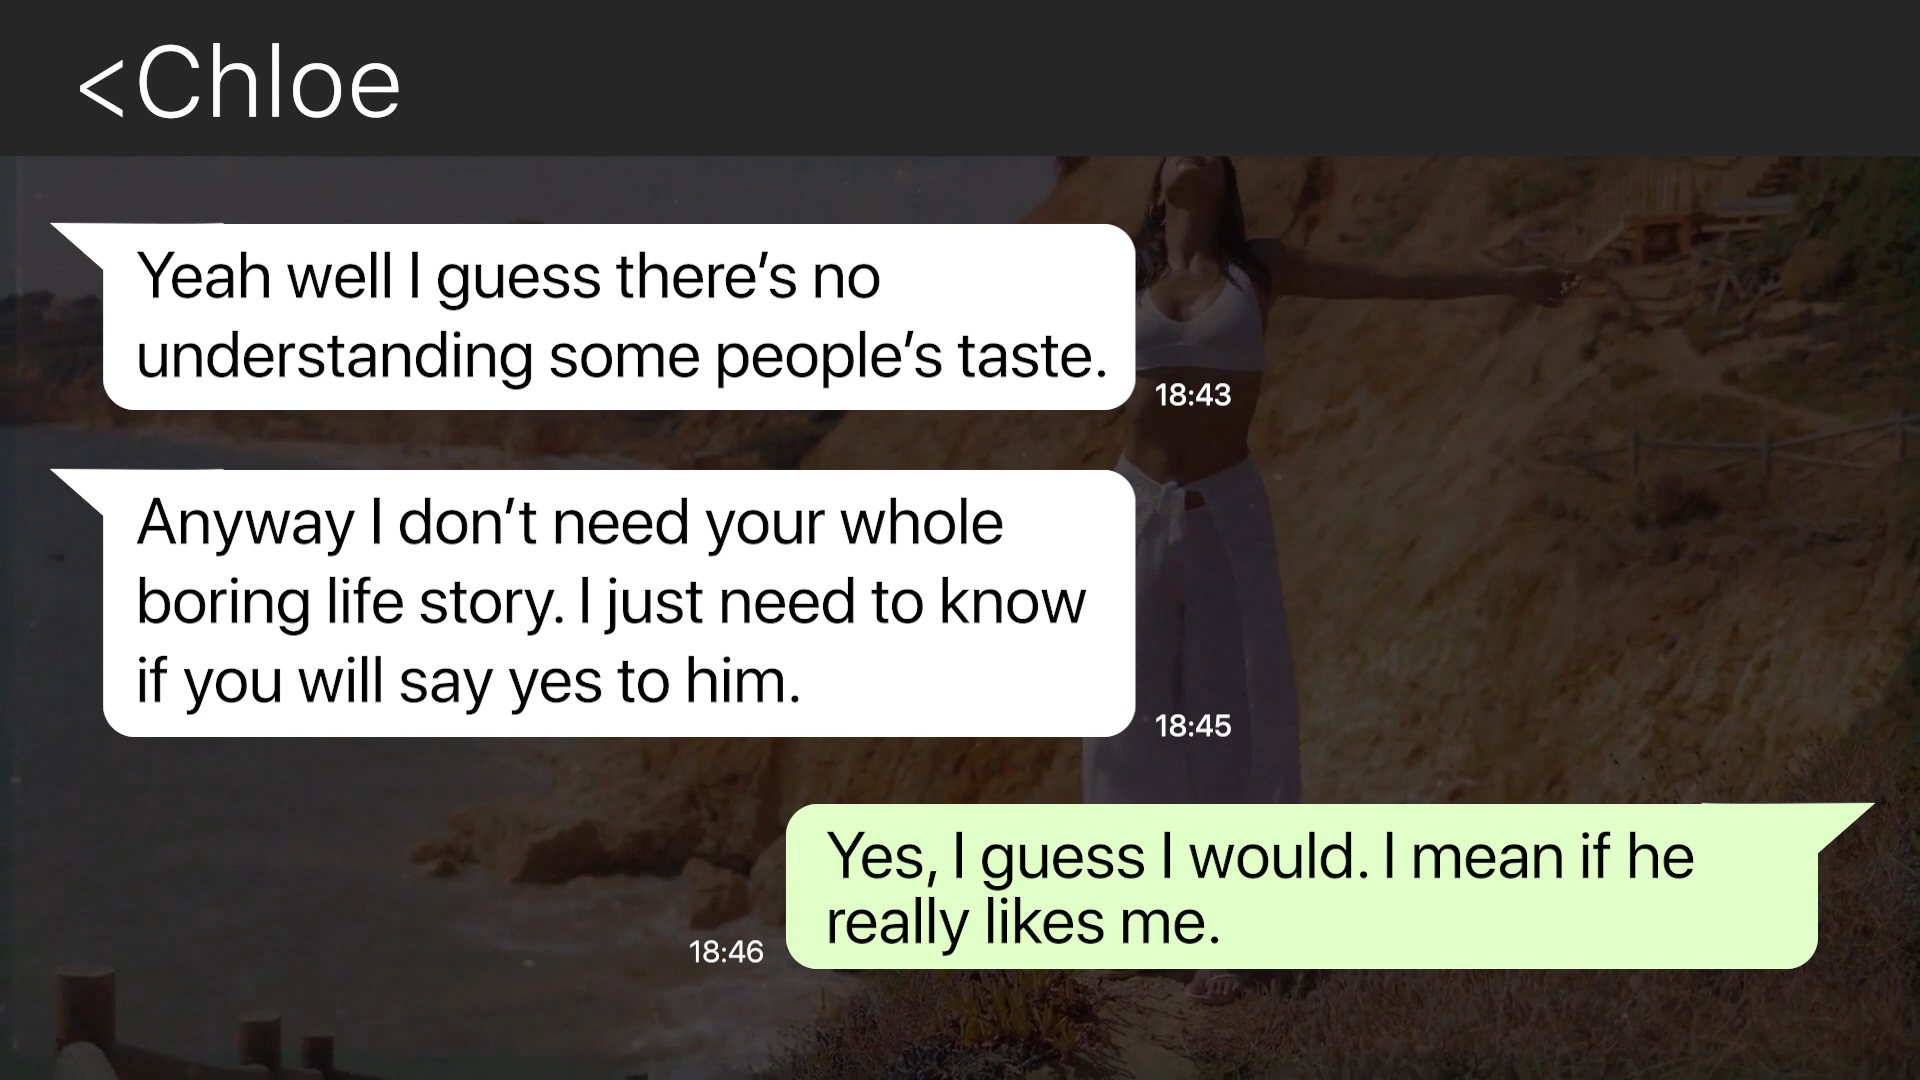 <Chloe
Yeah well I guess there’s no
understanding some people’s taste.
18:43
Anyway I don’t need your whole
boring life story. I just need to know
if you will say yes to him.
18:45
Yes, I guess I would. I mean if he
really likes me.
18:46